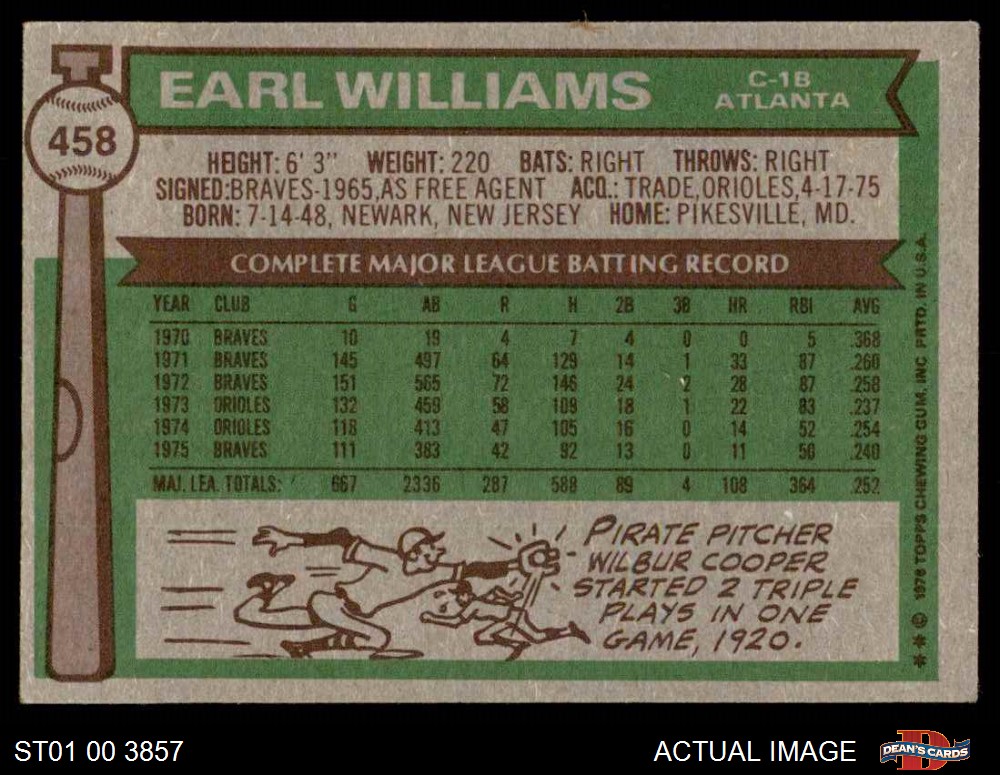 EARL WILLIAMS
C-1B
ATLANTA
458
HEIGHT: 6' 3" WEIGHT: 220 BATS: RIGHT THROWS: RIGHT
SIGNED:BRAVES-1965,AS FREE AGENT ACQ.: TRADE,ORIOLES,4-17-75
BORN: 7-14-48, NEWARK, NEW JERSEY HOME: PIKESVILLE, MD.
COMPLETE MAJOR LEAGUE BATTING RECORD
YEAR CLUB G AB R H 2B 3B HR RBI AVG
1970 BRAVES 10 19 4 7 4 0 0 5 .368
1971 BRAVES 145 497 64 129 14 1 33 87 .260
1972 BRAVES 151 565 72 146 24 2 28 87 .258
1973 ORIOLES 132 459 58 109 18 1 22 83 .237
1974 ORIOLES 118 413 47 105 16 0 14 52 .254
1975 BRAVES 111 383 42 92 13 0 11 50 .240
MAJ. LEA. TOTALS: 667 2336 287 588 89 4 108 364 .252
PIRATE PITCHER
WILBUR COOPER
STARTED 2 TRIPLE
PLAYS IN ONE
GAME, 1920.
** © 1976 TOPPS CHEWING GUM, INC. PRTD. IN U.S.A.
ST01 00 3857
ACTUAL IMAGE
D
DEAN'S CARDS